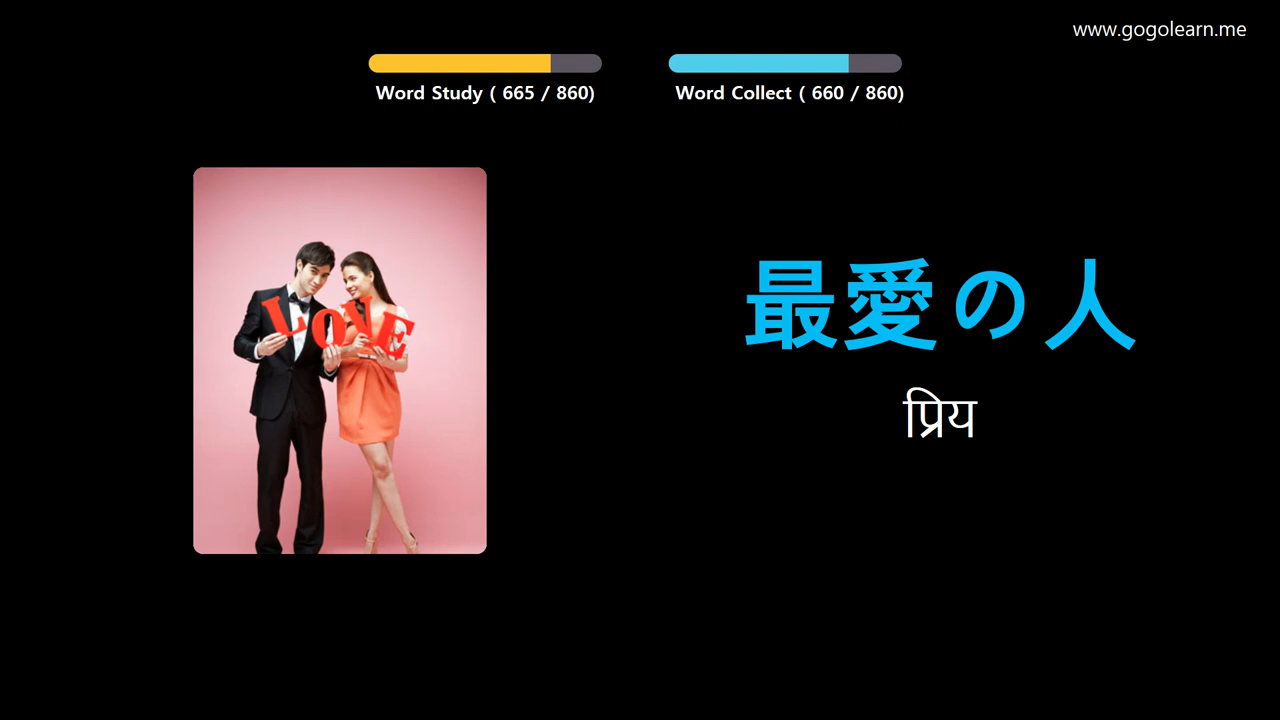 www.gogolearn.me
Word Study ( 665 / 860)
Word Collect ( 660 / 860)
LOVE
最愛の人
प्रिय